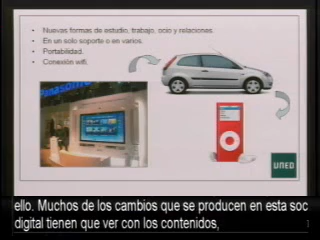 • Nuevas formas de estudio, trabajo, ocio y relaciones.
• En un solo soporte o en varios.
• Portabilidad.
• Conexión wifi.
Panasonic
UNED
ello. Muchos de los cambios que se producen en esta soc
digital tienen que ver con los contenidos,